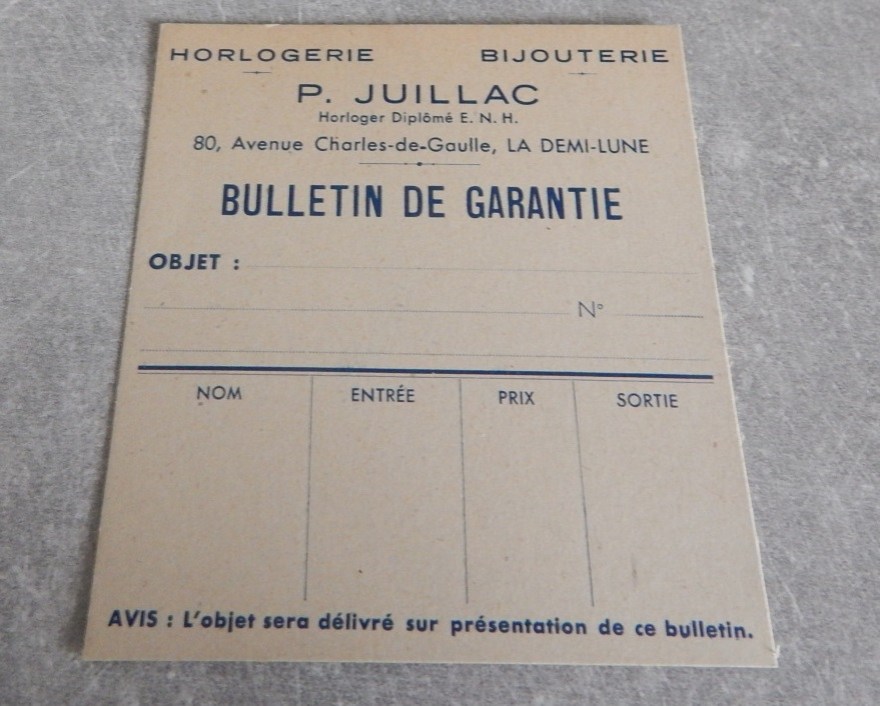 HORLOGERIE BIJOUTERIE
P. JUILLAC
Horloger Diplômé E. N. H.
80, Avenue Charles-de-Gaulle, LA DEMI-LUNE
BULLETIN DE GARANTIE
OBJET :
N°
NOM ENTRÉE PRIX SORTIE
AVIS : L'objet sera délivré sur présentation de ce bulletin.